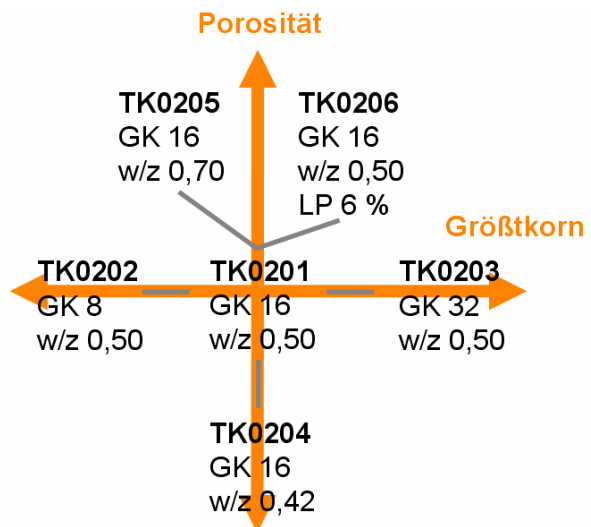 Porosität
TK0205
GK 16
w/z 0,70
TK0206
GK 16
w/z 0,50
LP 6 %
Größtkorn
TK0202
GK 8
w/z 0,50
TK0201
GK 16
w/z 0,50
TK0203
GK 32
w/z 0,50
TK0204
GK 16
w/z 0,42